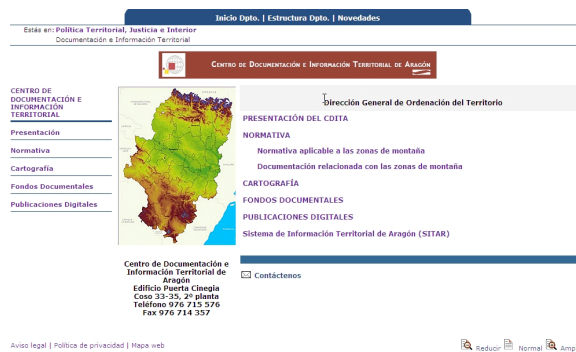 Inicio Dpto. | Estructura Dpto. | Novedades
Estás en: Política Territorial, Justicia e Interior
Documentación e Información Territorial
CENTRO DE DOCUMENTACIÓN E INFORMACIÓN TERRITORIAL DE ARAGÓN
CENTRO DE
DOCUMENTACIÓN E
INFORMACIÓN
TERRITORIAL
Presentación
Normativa
Cartografía
Fondos Documentales
Publicaciones Digitales
Centro de Documentación e
Información Territorial de
Aragón
Edificio Puerta Cinegia
Coso 33-35, 2º planta
Teléfono 976 715 576
Fax 976 714 357
Dirección General de Ordenación del Territorio
PRESENTACIÓN DEL CDITA
NORMATIVA
Normativa aplicable a las zonas de montaña
Documentación relacionada con las zonas de montaña
CARTOGRAFÍA
FONDOS DOCUMENTALES
PUBLICACIONES DIGITALES
Sistema de Información Territorial de Aragón (SITAR)
Contáctenos
Aviso legal | Política de privacidad | Mapa web
Reducir Normal Amp